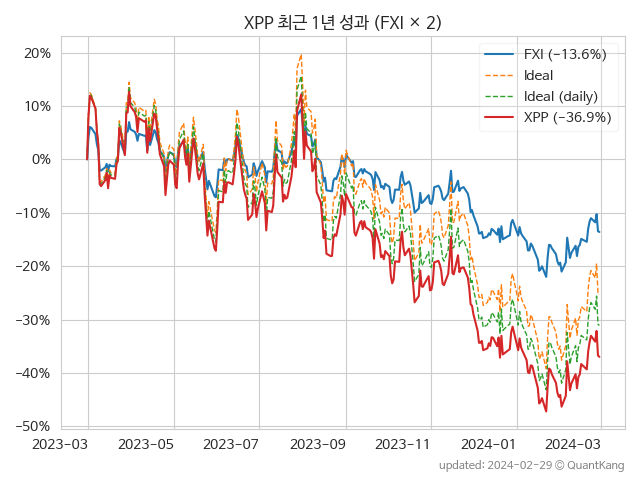 XPP 최근 1년 성과 (FXI × 2)
FXI (−13.6%)
Ideal
Ideal (daily)
XPP (−36.9%)
20%
10%
0%
−10%
−20%
−30%
−40%
−50%
2023−03 2023−05 2023−07 2023−09 2023−11 2024−01 2024−03
updated: 2024−02−29 © QuantKang